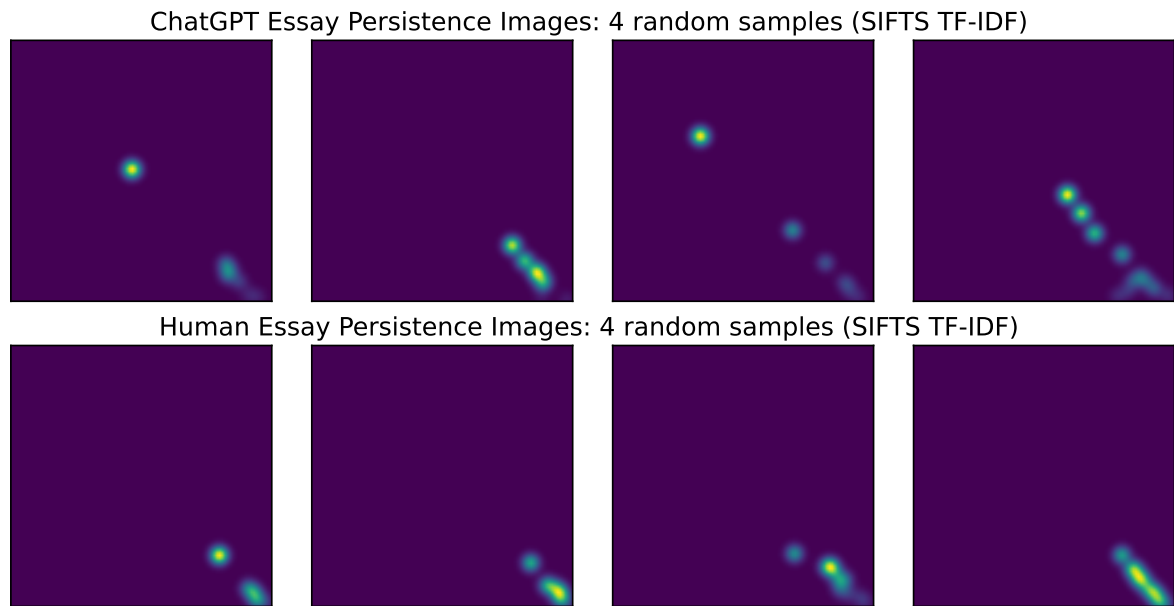 ChatGPT Essay Persistence Images: 4 random samples (SIFTS TF-IDF)
Human Essay Persistence Images: 4 random samples (SIFTS TF-IDF)